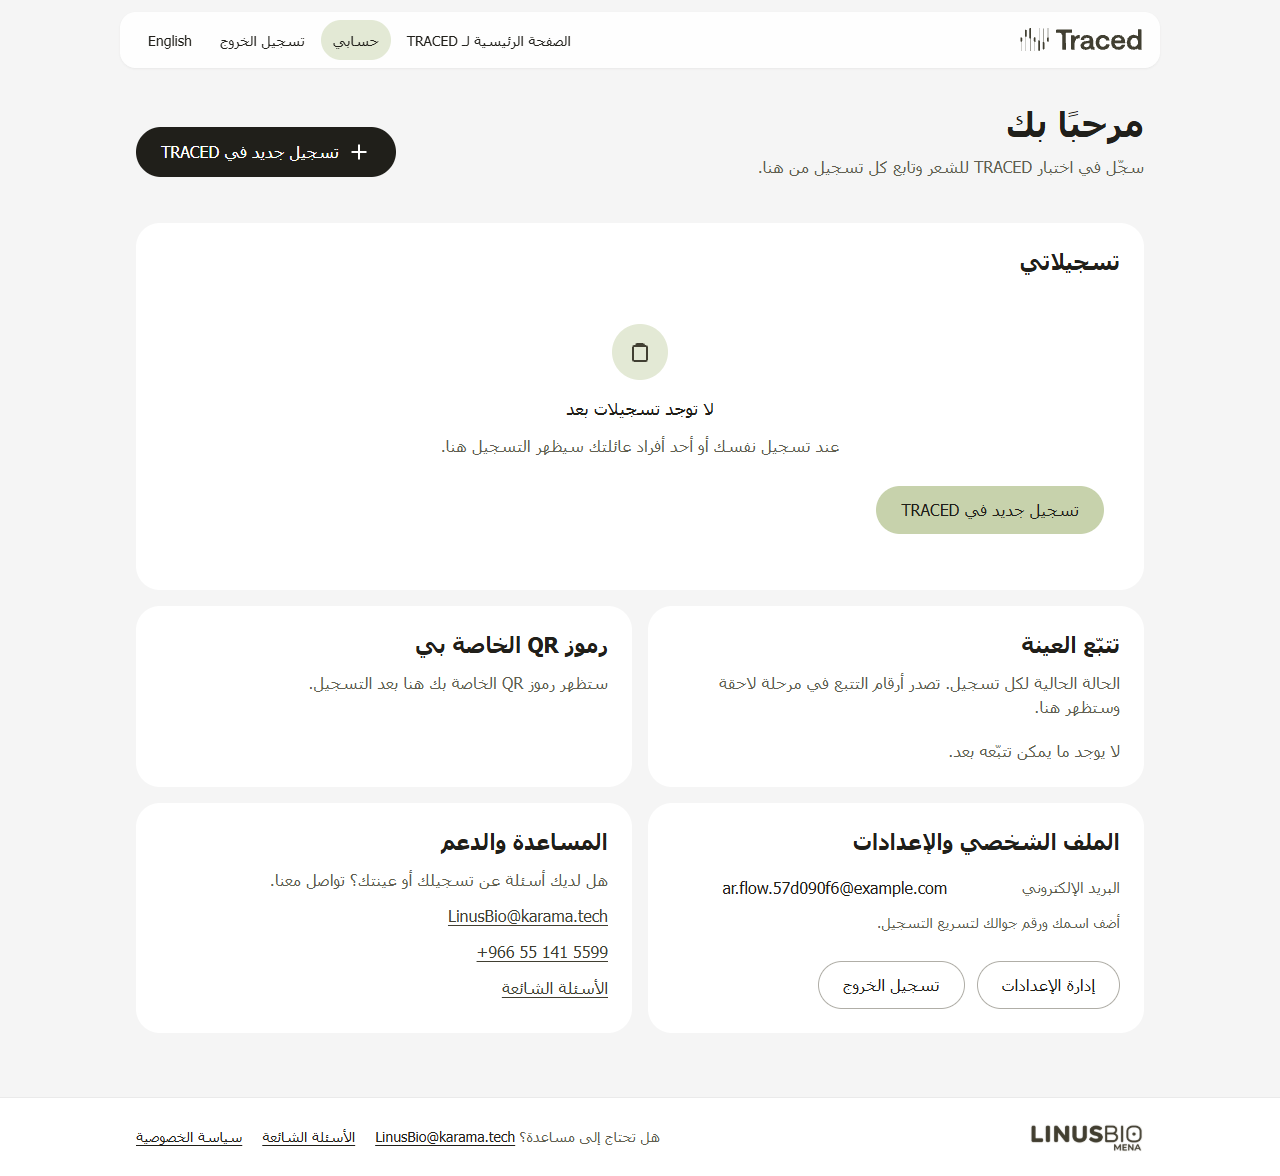 Traced
الصفحة الرئيسية لـ TRACED
حسابي
تسجيل الخروج
English
مرحبًا بك
سجّل في اختبار TRACED للشعر وتابع كل تسجيل من هنا.
تسجيل جديد في TRACED
تسجيلاتي
لا توجد تسجيلات بعد
عند تسجيل نفسك أو أحد أفراد عائلتك سيظهر التسجيل هنا.
تسجيل جديد في TRACED
تتبّع العينة
الحالة الحالية لكل تسجيل. تصدر أرقام التتبع في مرحلة لاحقة
وستظهر هنا.
لا يوجد ما يمكن تتبّعه بعد.
رموز QR الخاصة بي
ستظهر رموز QR الخاصة بك هنا بعد التسجيل.
الملف الشخصي والإعدادات
البريد الإلكتروني
ar.flow.57d090f6@example.com
أضف اسمك ورقم جوالك لتسريع التسجيل.
إدارة الإعدادات
تسجيل الخروج
المساعدة والدعم
هل لديك أسئلة عن تسجيلك أو عينتك؟ تواصل معنا.
LinusBio@karama.tech
+966 55 141 5599
الأسئلة الشائعة
LINUSBIO
MENA
هل تحتاج إلى مساعدة؟ LinusBio@karama.tech
الأسئلة الشائعة
سياسة الخصوصية